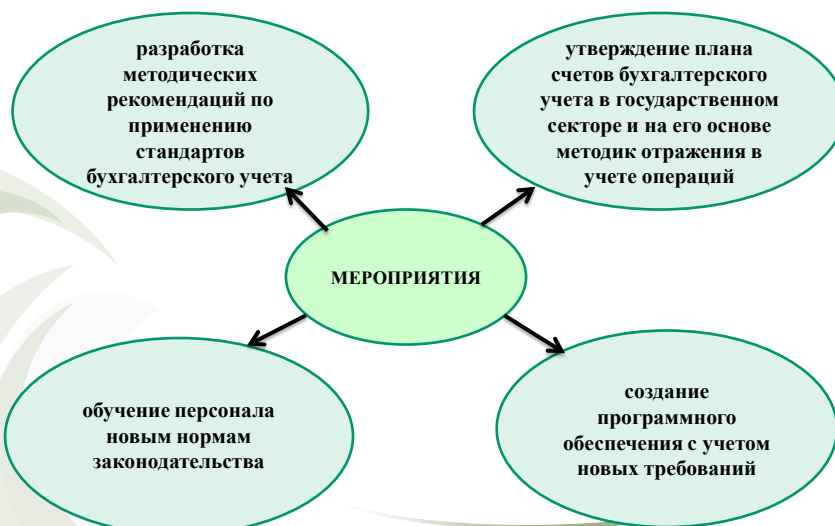 разработка
методических
рекомендаций по
применению
стандартов
бухгалтерского учета
утверждение плана
счетов бухгалтерского
учета в государственном
секторе и на его основе
методик отражения в
учете операций
МЕРОПРИЯТИЯ
обучение персонала
новым нормам
законодательства
создание
программного
обеспечения с учетом
новых требований